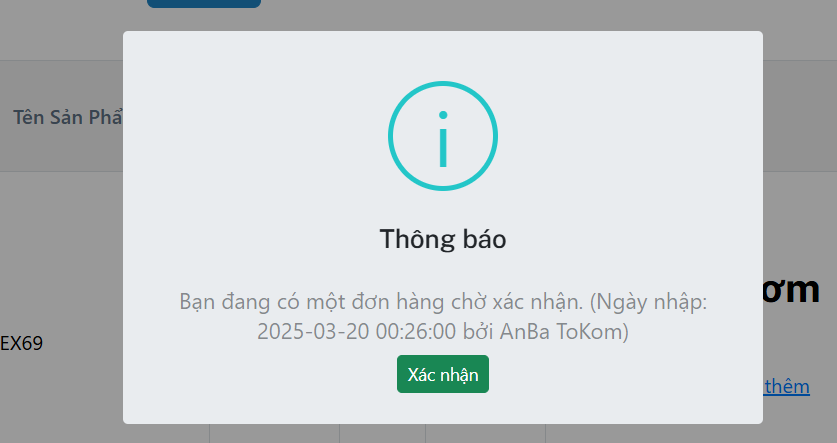 Tên Sản Phẩ
Thông báo
Bạn đang có một đơn hàng chờ xác nhận. (Ngày nhập:
2025-03-20 00:26:00 bởi AnBa ToKom)
ơm
EX69
Xác nhận
thêm